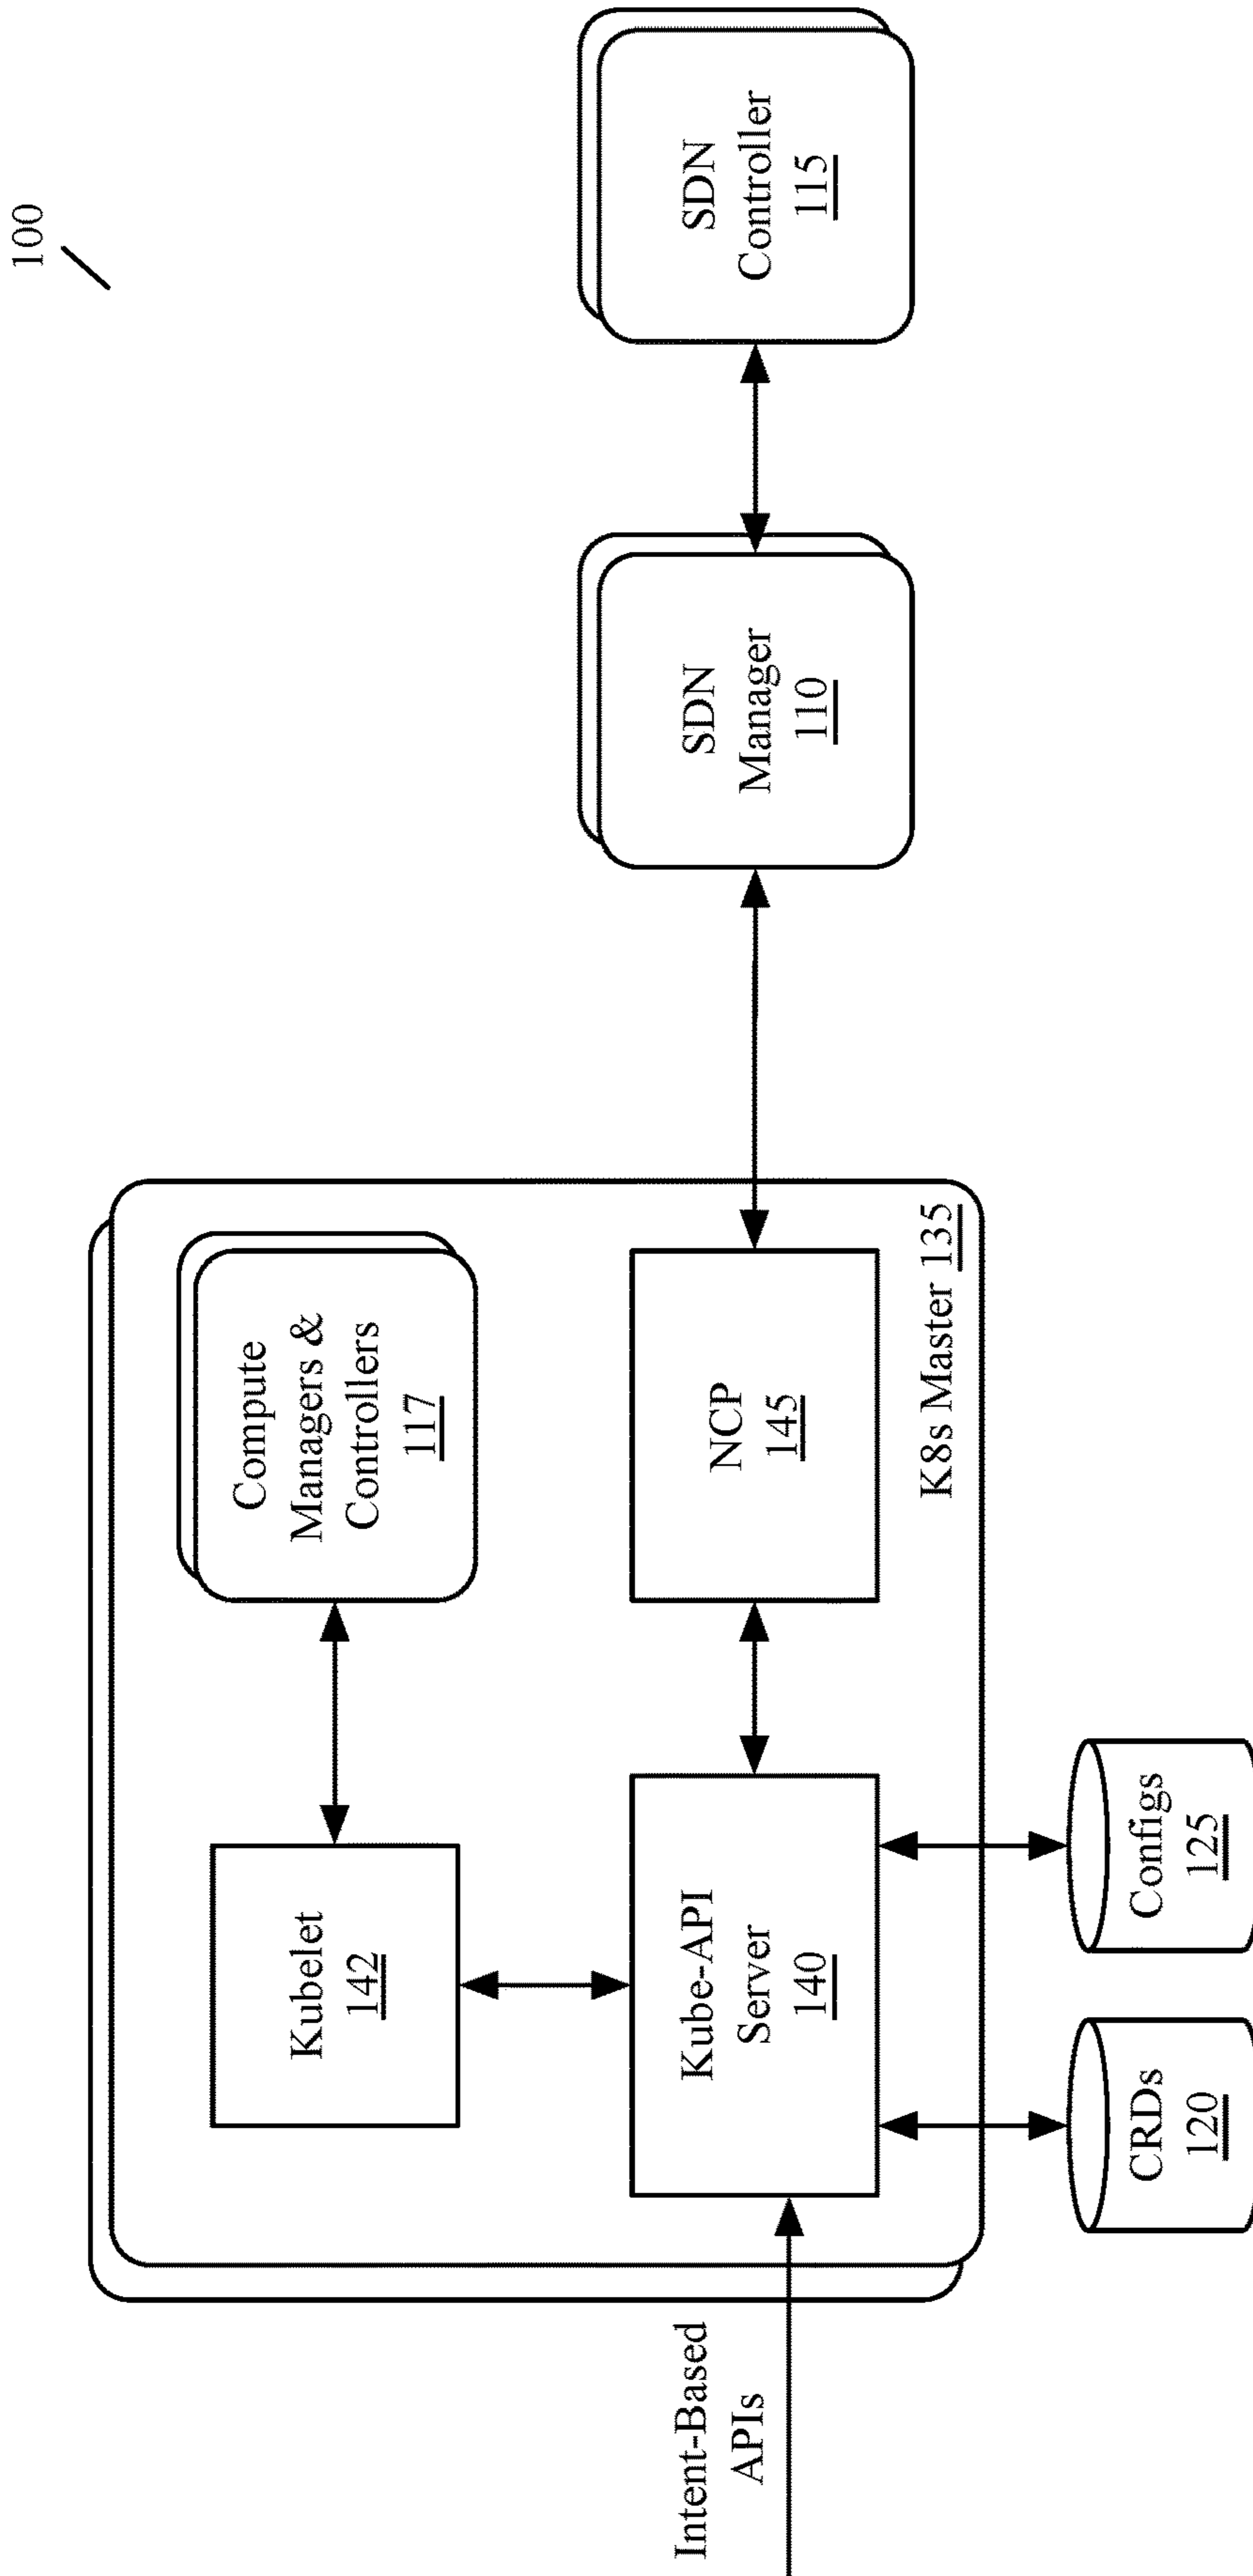 100
Compute
Managers &
Controllers
117
Kubelet
142
Intent-Based
APIs
Kube-API
Server
140
NCP
145
SDN
Manager
110
SDN
Controller
115
K8s Master 135
CRDs
120
Configs
125